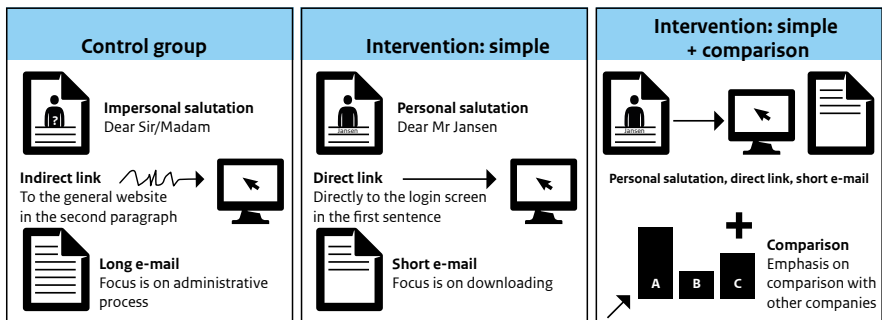 Control group
?
Impersonal salutation
Dear Sir/Madam
Indirect link
To the general website
in the second paragraph
Long e-mail
Focus is on administrative
process
Intervention: simple
Jansen
Personal salutation
Dear Mr Jansen
Direct link
Directly to the login screen
in the first sentence
Short e-mail
Focus is on downloading
Intervention: simple
+ comparison
Jansen
Personal salutation, direct link, short e-mail
+
A B C
Comparison
Emphasis on
comparison with
other companies